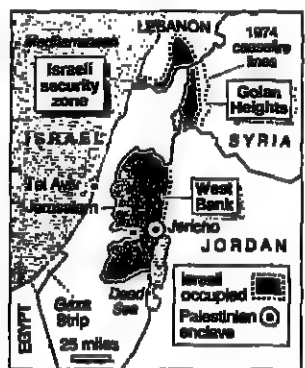 LEBANON
Mediterranean
1974
ceasefire
lines
Israeli
security
zone
Golan
Heights
ISRAEL
SYRIA
Tel Aviv
Jerusalem
West
Bank
Jericho
JORDAN
Dead
Sea
Gaza
Strip
EGYPT
25 miles
Israeli
occupied
Palestinian
enclave